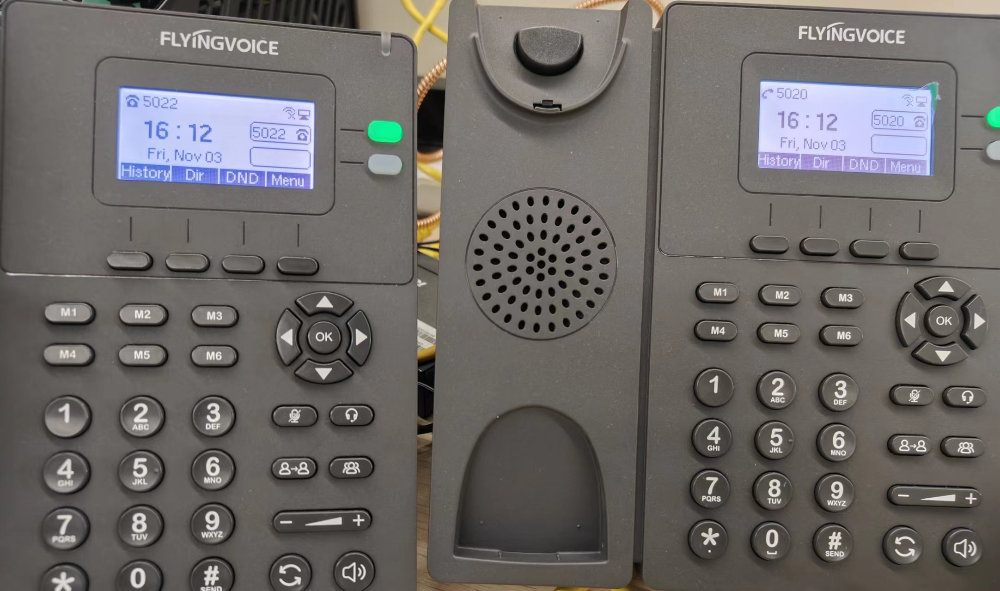 FLYINGVOICE
5022
16:12
5022
Fri, Nov 03
History Dir DND Menu
M1 M2 M3
M4 M5 M6
OK
1 2 ABC 3 DEF
4 GHI 5 JKL 6 MNO
7 PQRS 8 TUV 9 WXYZ
− +
* 0 # SEND
FLYINGVOICE
5020
16:12
5020
Fri, Nov 03
History Dir DND Menu
M1 M2 M3
M4 M5 M6
OK
1 2 ABC 3 DEF
4 GHI 5 JKL 6 MNO
7 PQRS 8 TUV 9 WXYZ
− +
* 0 # SEND